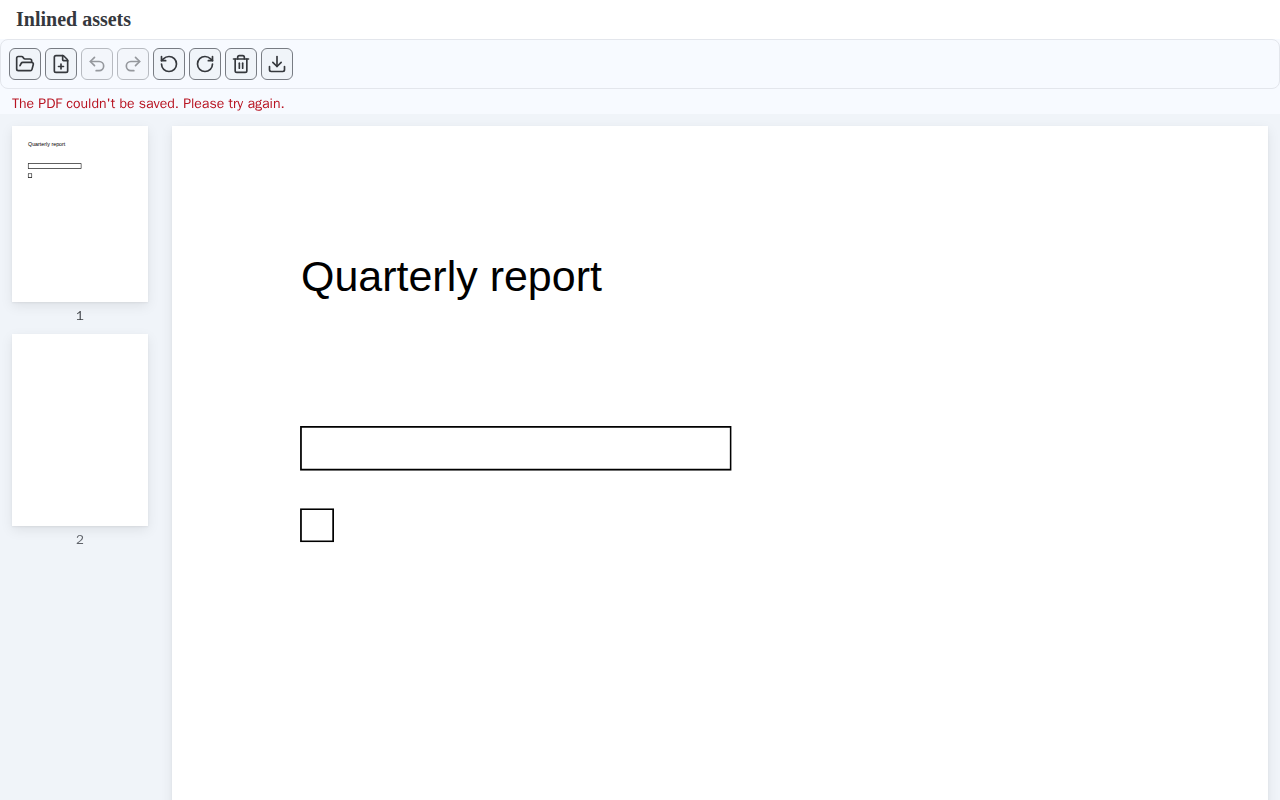 Inlined assets
The PDF couldn't be saved. Please try again.
Quarterly report
1
2
Quarterly report